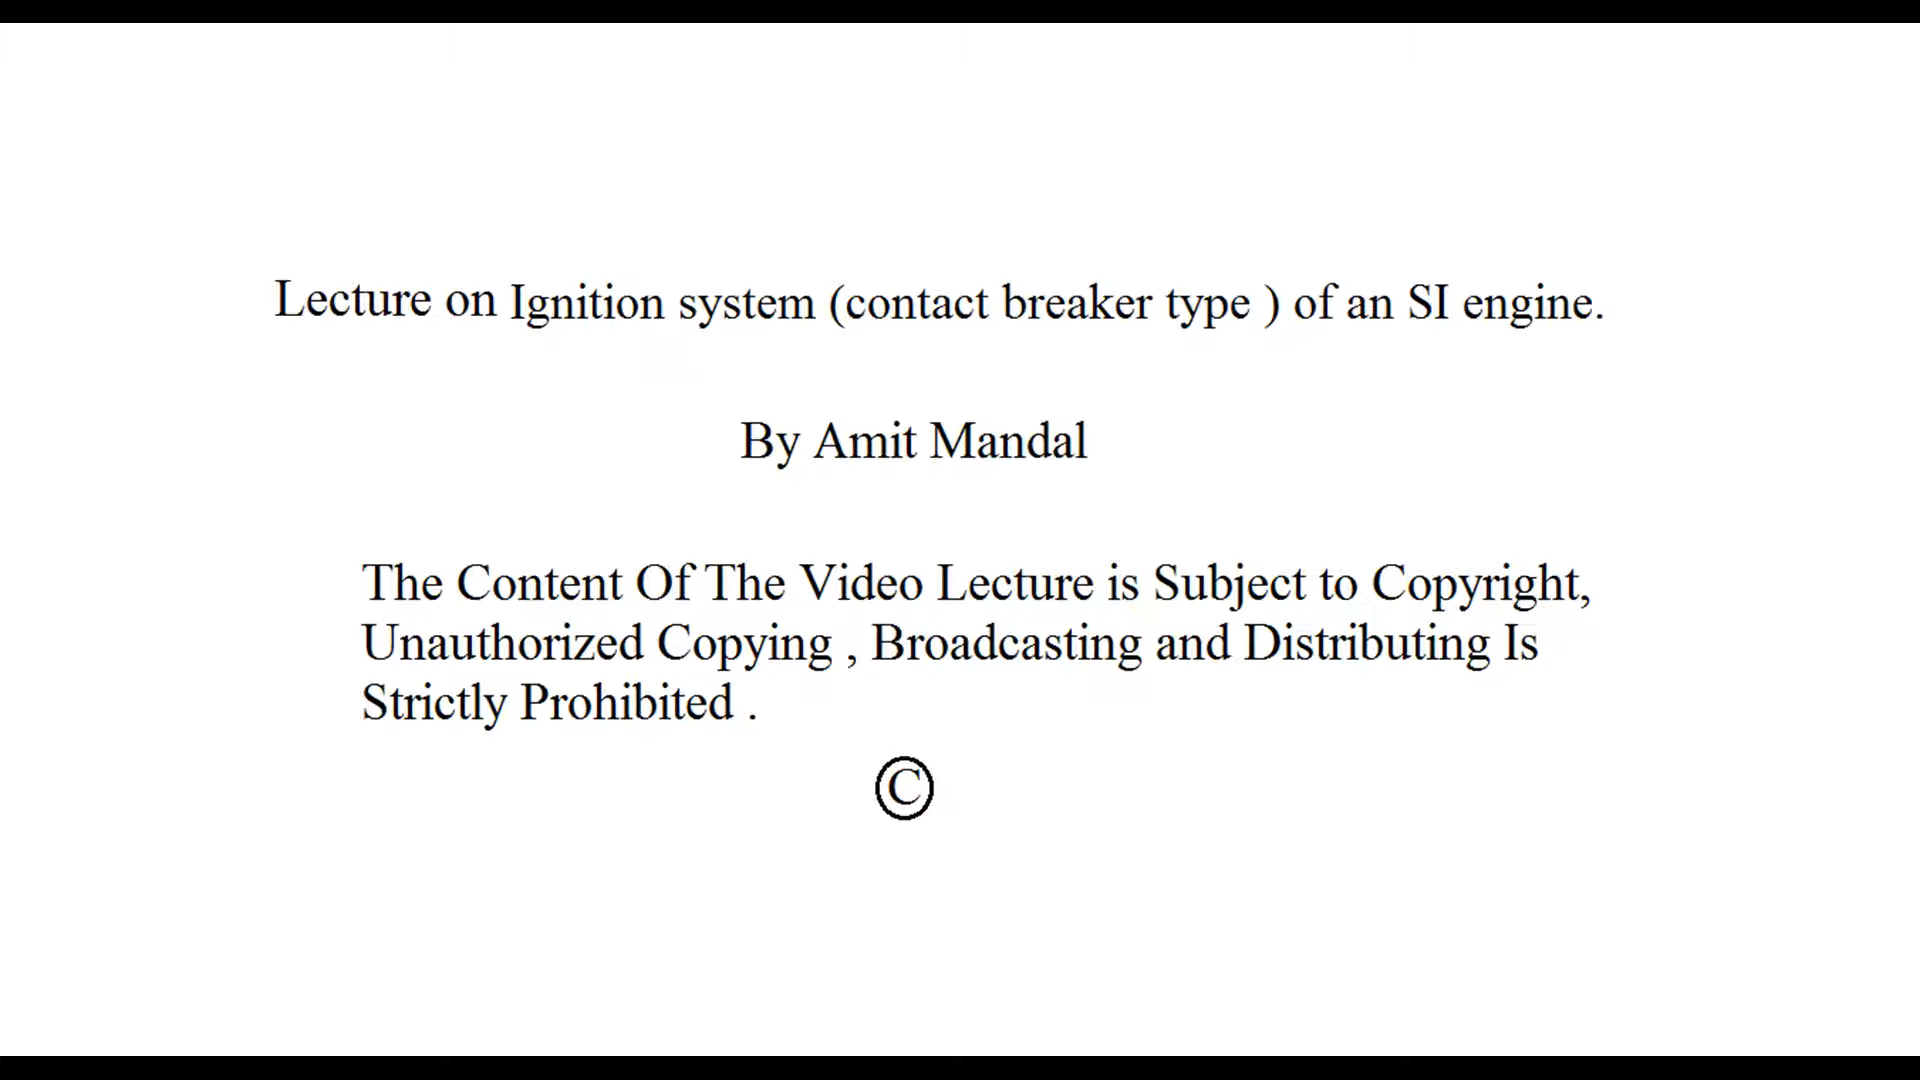 Lecture on Ignition system (contact breaker type ) of an SI engine.
By Amit Mandal
The Content Of The Video Lecture is Subject to Copyright,
Unauthorized Copying , Broadcasting and Distributing Is
Strictly Prohibited .
©